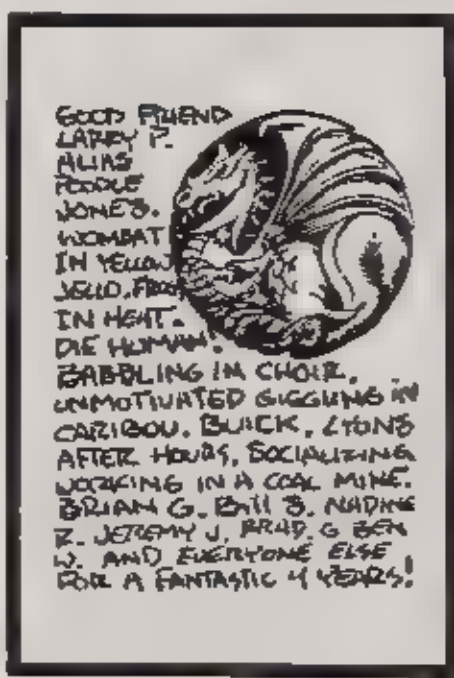 GOOD FRIEND
LARRY P.
ALIAS
POODLE
JONES.
WOMBAT
IN YELLOW
JELLO, FROG
IN HEAT.
DIE HUMAN!
BABBLING IN CHOIR,
UNMOTIVATED GIGGLING IN
CARIBOU. BUICK, LYONS
AFTER HOURS, SOCIALIZING
WORKING IN A COAL MINE.
BRIAN G. BILL B. NADINE
R. JEREMY J. BRAD. G BEN
W. AND EVERYONE ELSE
FOR A FANTASTIC 4 YEARS!